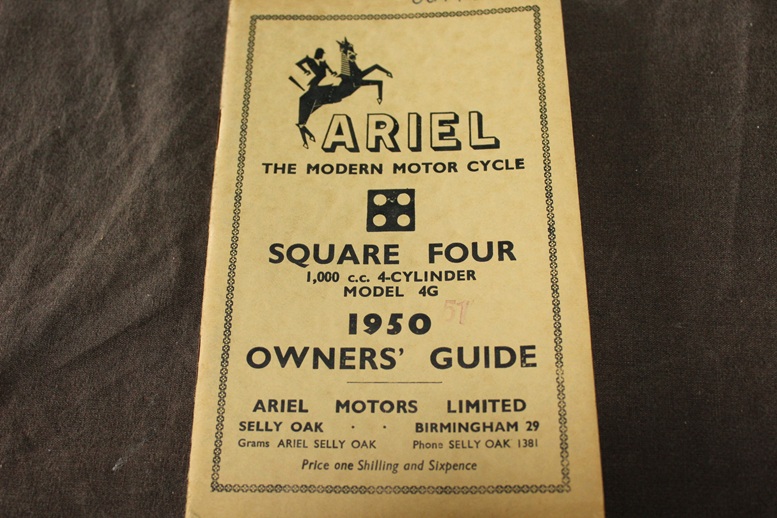 ARIEL
THE MODERN MOTOR CYCLE
SQUARE FOUR
1,000 c.c. 4-CYLINDER
MODEL 4G
1950 51
OWNERS' GUIDE
ARIEL MOTORS LIMITED
SELLY OAK · · BIRMINGHAM 29
Grams ARIEL SELLY OAK Phone SELLY OAK 1381
Price one Shilling and Sixpence